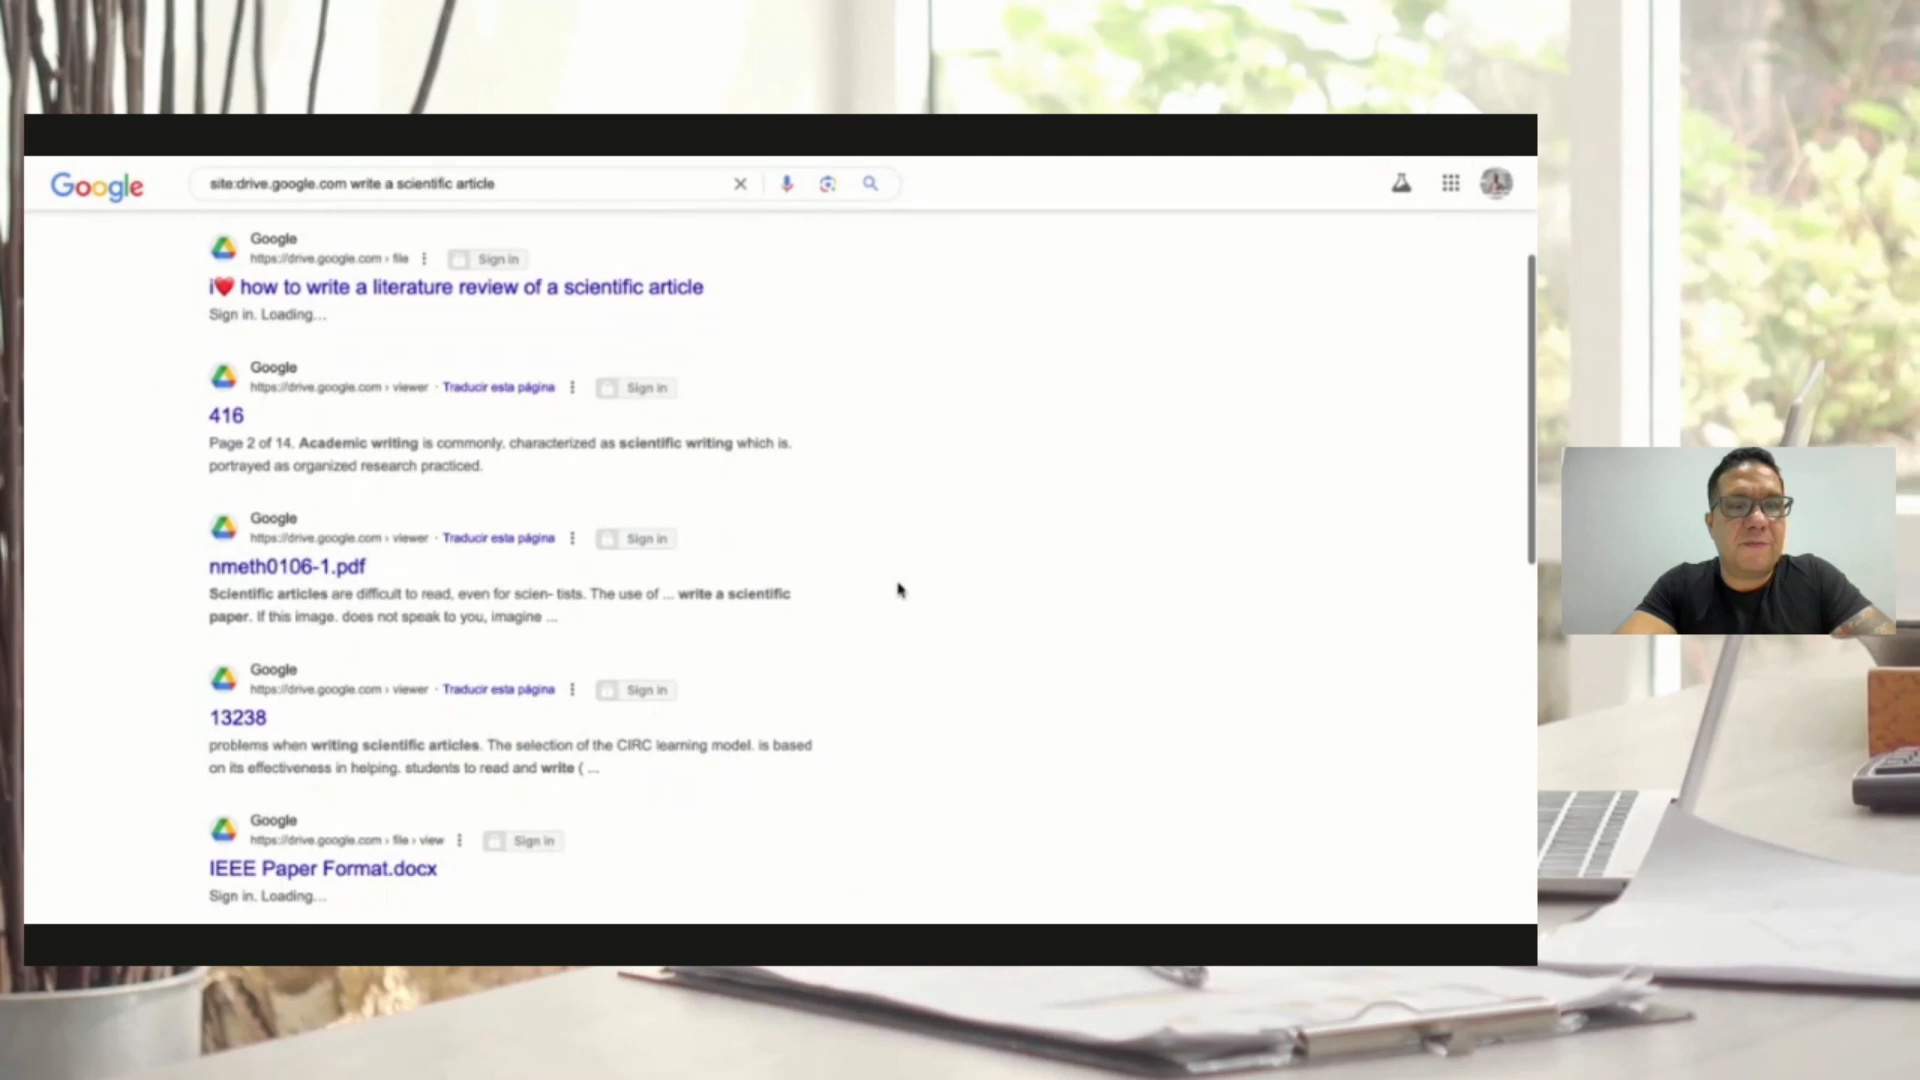 Google
site:drive.google.com write a scientific article
Google
https://drive.google.com › file
Sign in
i❤️ how to write a literature review of a scientific article
Sign in. Loading...
Google
https://drive.google.com › viewer · Traducir esta página
Sign in
416
Page 2 of 14. Academic writing is commonly. characterized as scientific writing which is.
portrayed as organized research practiced.
Google
https://drive.google.com › viewer · Traducir esta página
Sign in
nmeth0106-1.pdf
Scientific articles are difficult to read, even for scien- tists. The use of ... write a scientific
paper. If this image. does not speak to you, imagine ...
Google
https://drive.google.com › viewer · Traducir esta página
Sign in
13238
problems when writing scientific articles. The selection of the CIRC learning model. is based
on its effectiveness in helping. students to read and write ( ...
Google
https://drive.google.com › file › view
Sign in
IEEE Paper Format.docx
Sign in. Loading...